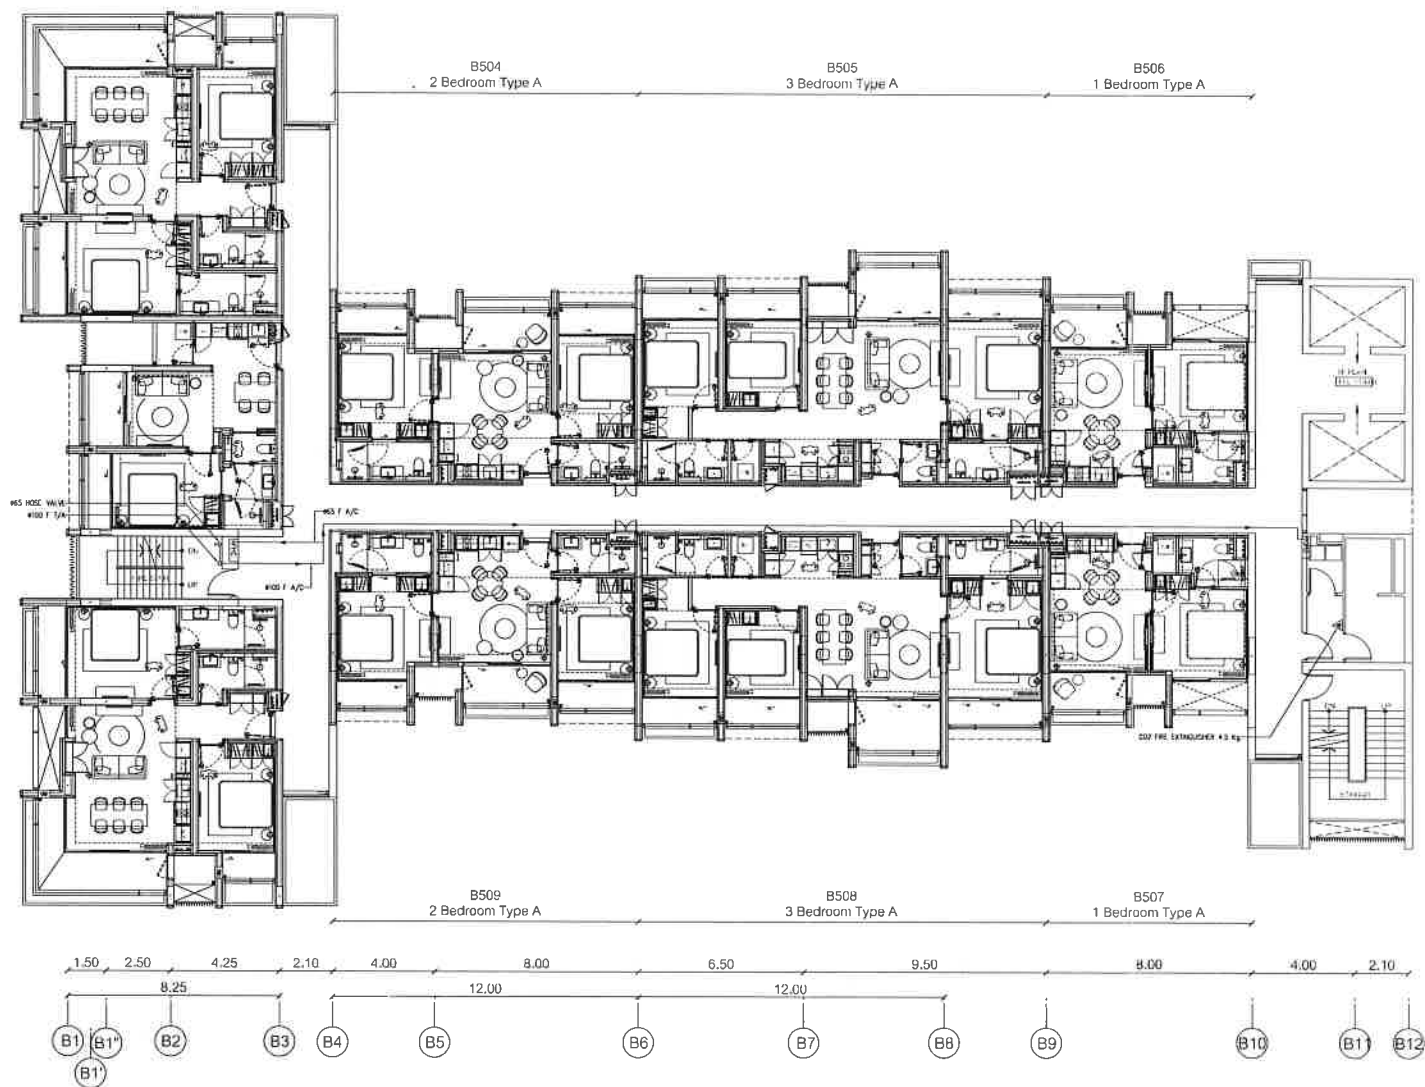 B504
2 Bedroom Type A
B505
3 Bedroom Type A
B506
1 Bedroom Type A
ø65 HOSE VALVE
ø100 F
ø65 F A/C
ø100 F A/C
UP
CO2 FIRE EXTINGUISHER
B509
2 Bedroom Type A
B508
3 Bedroom Type A
B507
1 Bedroom Type A
1.50 2.50 4.25 2.10 4.00 8.00 6.50 9.50 8.00 4.00 2.10
8.25 12.00 12.00
B1 B1" B2 B3 B4 B5 B6 B7 B8 B9 B10 B11 B12
B1'